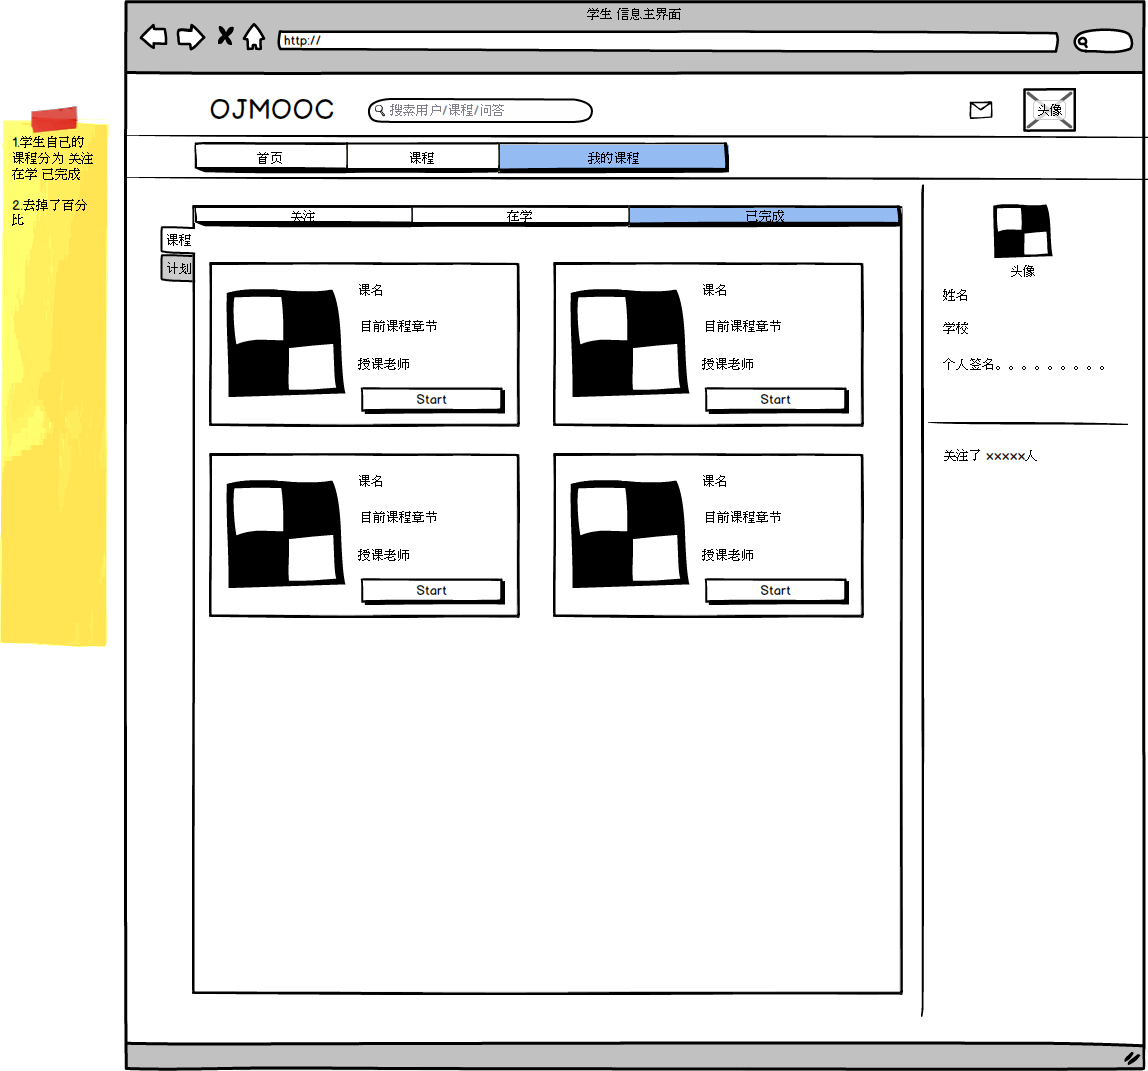 学生 信息主界面
http://
OJMOOC
搜索用户/课程/问答
头像
首页
课程
我的课程
1.学生自己的
课程分为 关注
在学 已完成
2.去掉了百分
比
关注
在学
已完成
课程
计划
课名
目前课程章节
授课老师
Start
课名
目前课程章节
授课老师
Start
课名
目前课程章节
授课老师
Start
课名
目前课程章节
授课老师
Start
头像
姓名
学校
个人签名。。。。。。。。。
关注了 xxxxx人